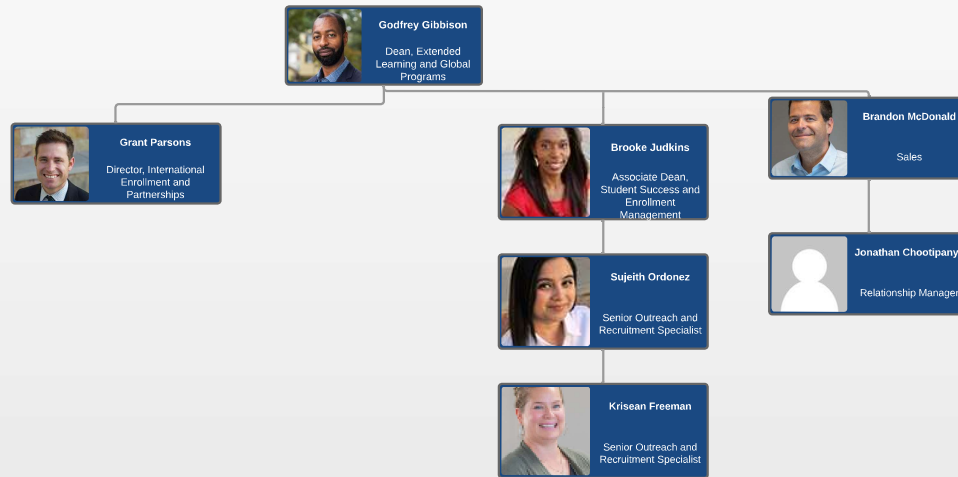 Godfrey Gibbison
Dean, Extended
Learning and Global
Programs
Grant Parsons
Director, International
Enrollment and
Partnerships
Brooke Judkins
Associate Dean,
Student Success and
Enrollment
Management
Brandon McDonald
Sales
Sujeith Ordonez
Senior Outreach and
Recruitment Specialist
Jonathan Chootipany
Relationship Manager
Krisean Freeman
Senior Outreach and
Recruitment Specialist